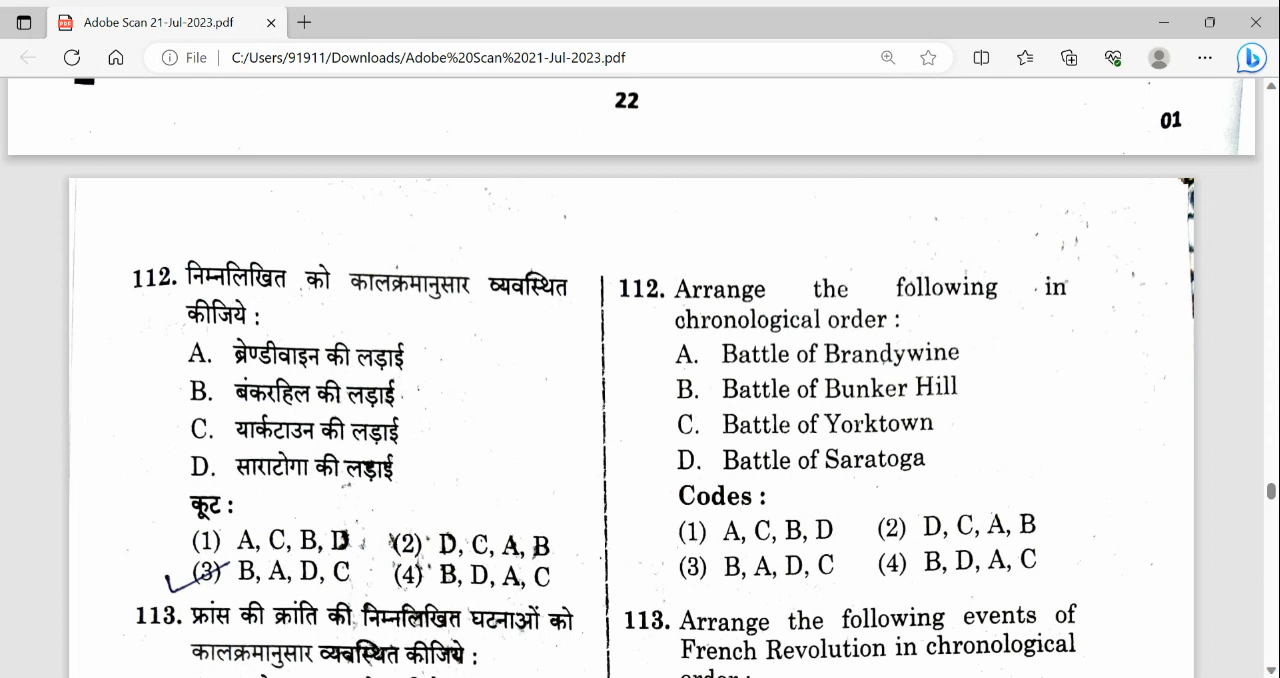 Adobe Scan 21-Jul-2023.pdf
File
C:/Users/91911/Downloads/Adobe%20Scan%2021-Jul-2023.pdf
22
01
112. निम्नलिखित को कालक्रमानुसार व्यवस्थित
कीजिये :
A. ब्रेण्डीवाइन की लड़ाई
B. बंकरहिल की लड़ाई
C. यार्कटाउन की लड़ाई
D. साराटोगा की लड़ाई
कूट :
(1) A, C, B, D (2) D, C, A, B
(3) B, A, D, C (4) B, D, A, C
113. फ्रांस की क्रांति की निम्नलिखित घटनाओं को
कालक्रमानुसार व्यवस्थित कीजिये :
112. Arrange the following in
chronological order :
A. Battle of Brandywine
B. Battle of Bunker Hill
C. Battle of Yorktown
D. Battle of Saratoga
Codes :
(1) A, C, B, D (2) D, C, A, B
(3) B, A, D, C (4) B, D, A, C
113. Arrange the following events of
French Revolution in chronological
order :